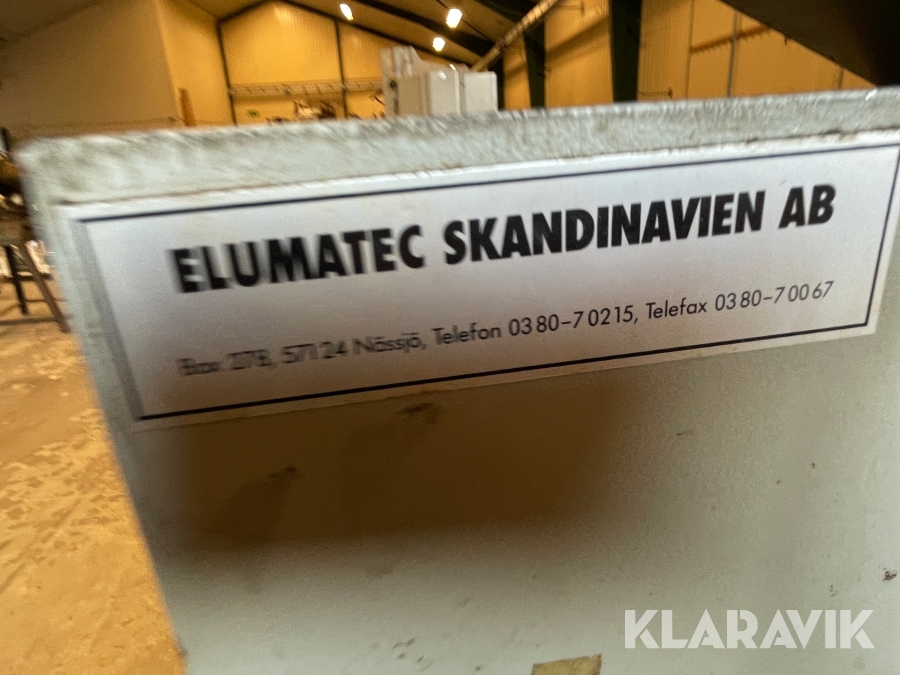 ELUMATEC SKANDINAVIEN AB
Box 278, 571 24 Nässjö, Telefon 0380-70215, Telefax 0380-70067
KLARAVIK